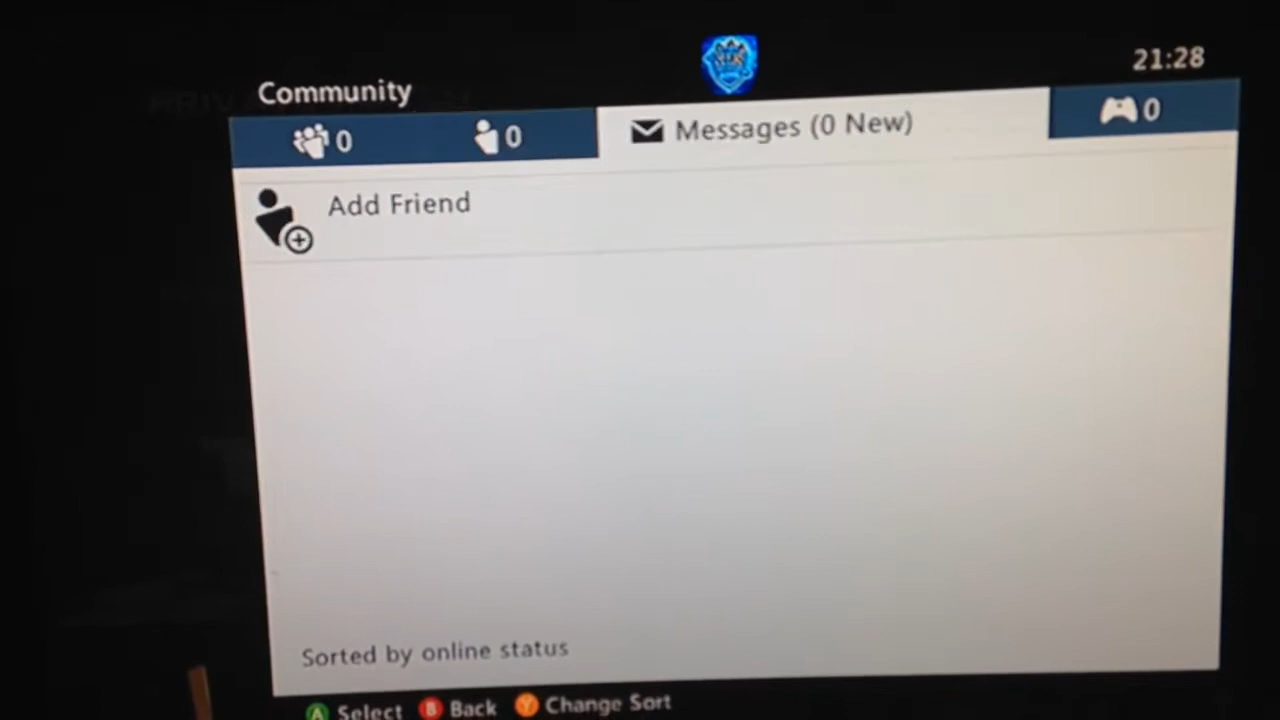 21:28
Community
0
0
Messages (0 New)
0
Add Friend
Sorted by online status
A Select B Back Y Change Sort